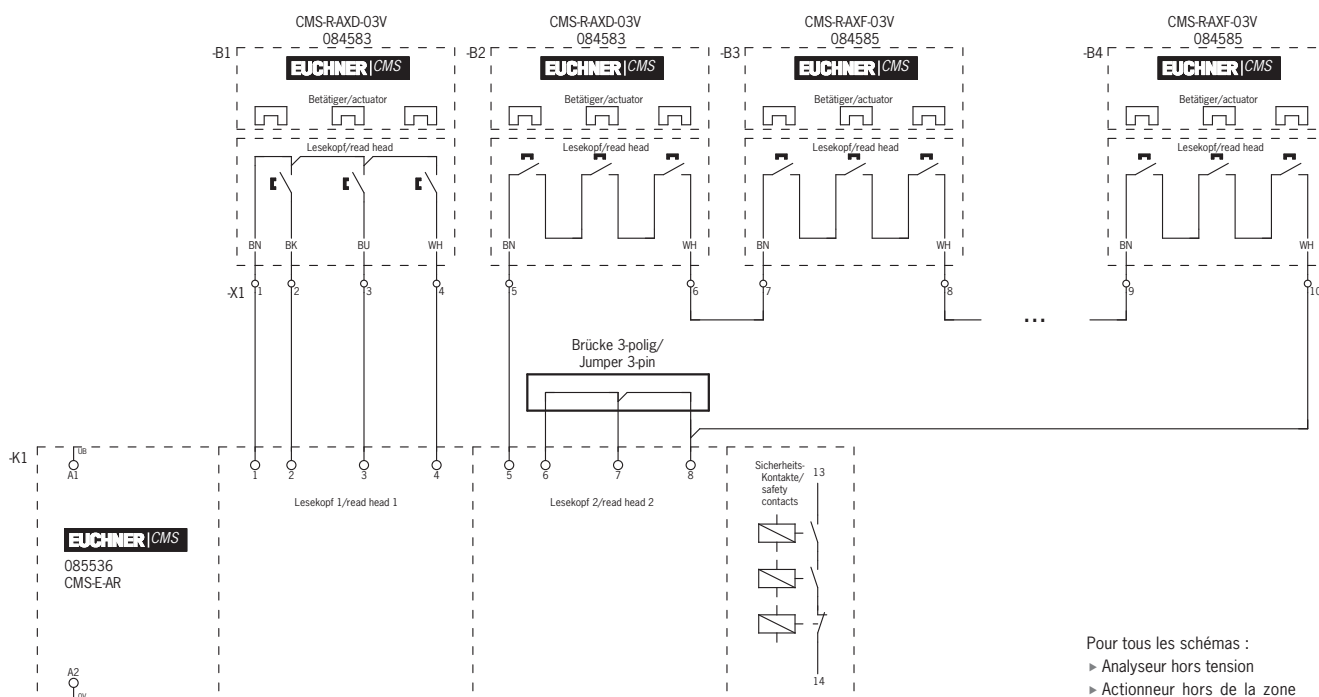 CMS-R-AXD-03V
084583
CMS-R-AXD-03V
084583
CMS-R-AXF-03V
084585
CMS-R-AXF-03V
084585
-B1
-B2
-B3
-B4
EUCHNER|CMS
EUCHNER|CMS
EUCHNER|CMS
EUCHNER|CMS
Betätiger/actuator
Betätiger/actuator
Betätiger/actuator
Betätiger/actuator
Lesekopf/read head
Lesekopf/read head
Lesekopf/read head
Lesekopf/read head
BN BK BU WH
BN WH
BN WH
BN WH
-X1 1 2 3 4 5 6 7 8 9 10
...
Brücke 3-polig/
Jumper 3-pin
-K1
UB
A1
1 2 3 4
5 6 7 8
Lesekopf 1/read head 1
Lesekopf 2/read head 2
Sicherheits-
Kontakte/
safety
contacts
13
EUCHNER|CMS
085536
CMS-E-AR
A2
0V
14
Pour tous les schémas :
▸ Analyseur hors tension
▸ Actionneur hors de la zone